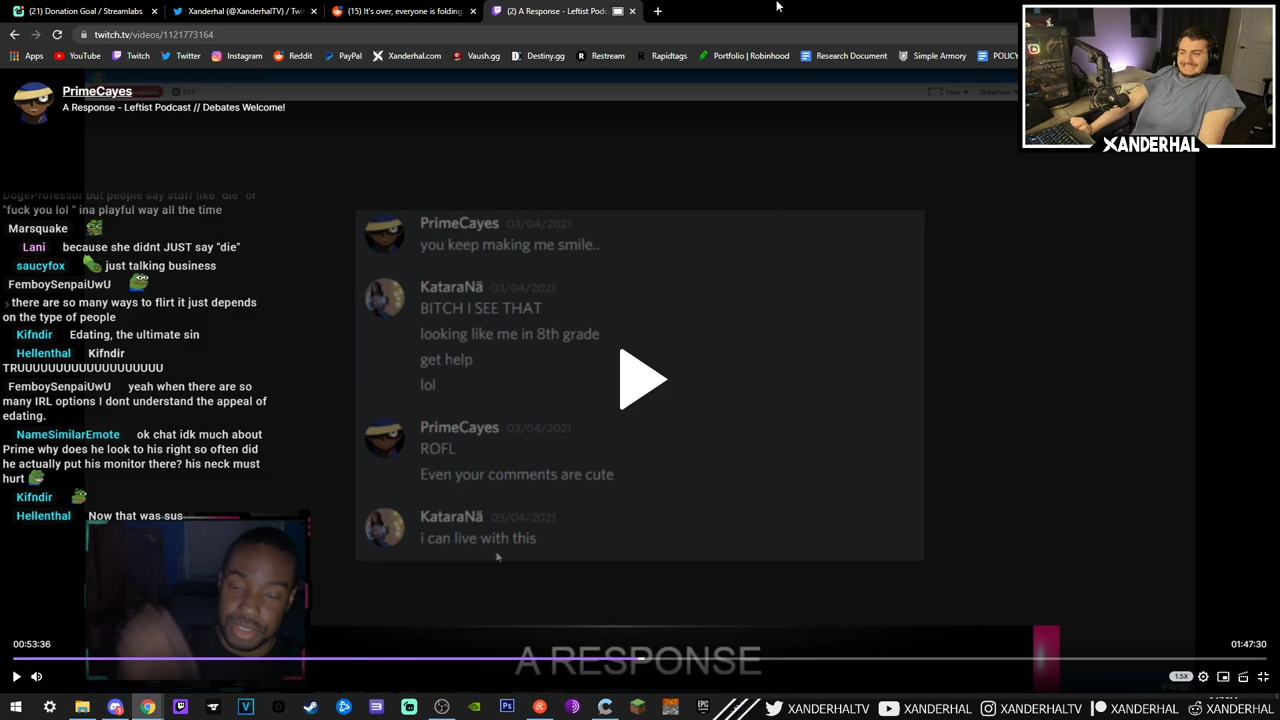 (21) Donation Goal / Streamlabs
Xanderhal (@XanderhalTV) / Twit
(15) It's over, everyone is folding
(2) A Response - Leftist Podc
twitch.tv/videos/1121773164
Apps
YouTube
Twitch
Twitter
Instagram
Reddit
PayPal
Xanderhal.com
Vaush.gg
Destiny.gg
Restream
Rapidtags
Portfolio | Robinhood
Research Document
Simple Armory
POLICY
PrimeCayes
A Response - Leftist Podcast // Debates Welcome!
Edit
View
Slideshow
DogeProfessor but people say stuff like "die" or
"fuck you lol " ina playful way all the time
Marsquake
Lani because she didnt JUST say "die"
saucyfox just talking business
FemboySenpaiUwU
there are so many ways to flirt it just depends
on the type of people
Kifndir Edating, the ultimate sin
Hellenthal Kifndir
TRUUUUUUUUUUUUUUUUUU
FemboySenpaiUwU yeah when there are so
many IRL options I dont understand the appeal of
edating.
NameSimilarEmote ok chat idk much about
Prime why does he look to his right so often did
he actually put his monitor there? his neck must
hurt
Kifndir
Hellenthal Now that was sus
PrimeCayes 03/04/2021
you keep making me smile..
KataraNä 03/04/2021
BITCH I SEE THAT
looking like me in 8th grade
get help
lol
PrimeCayes 03/04/2021
ROFL
Even your comments are cute
KataraNä 03/04/2021
i can live with this
XANDERHAL
00:53:36
01:47:30
A RESPONSE
1.5X
XANDERHALTV
XANDERHAL
XANDERHALTV
XANDERHAL
XANDERHAL